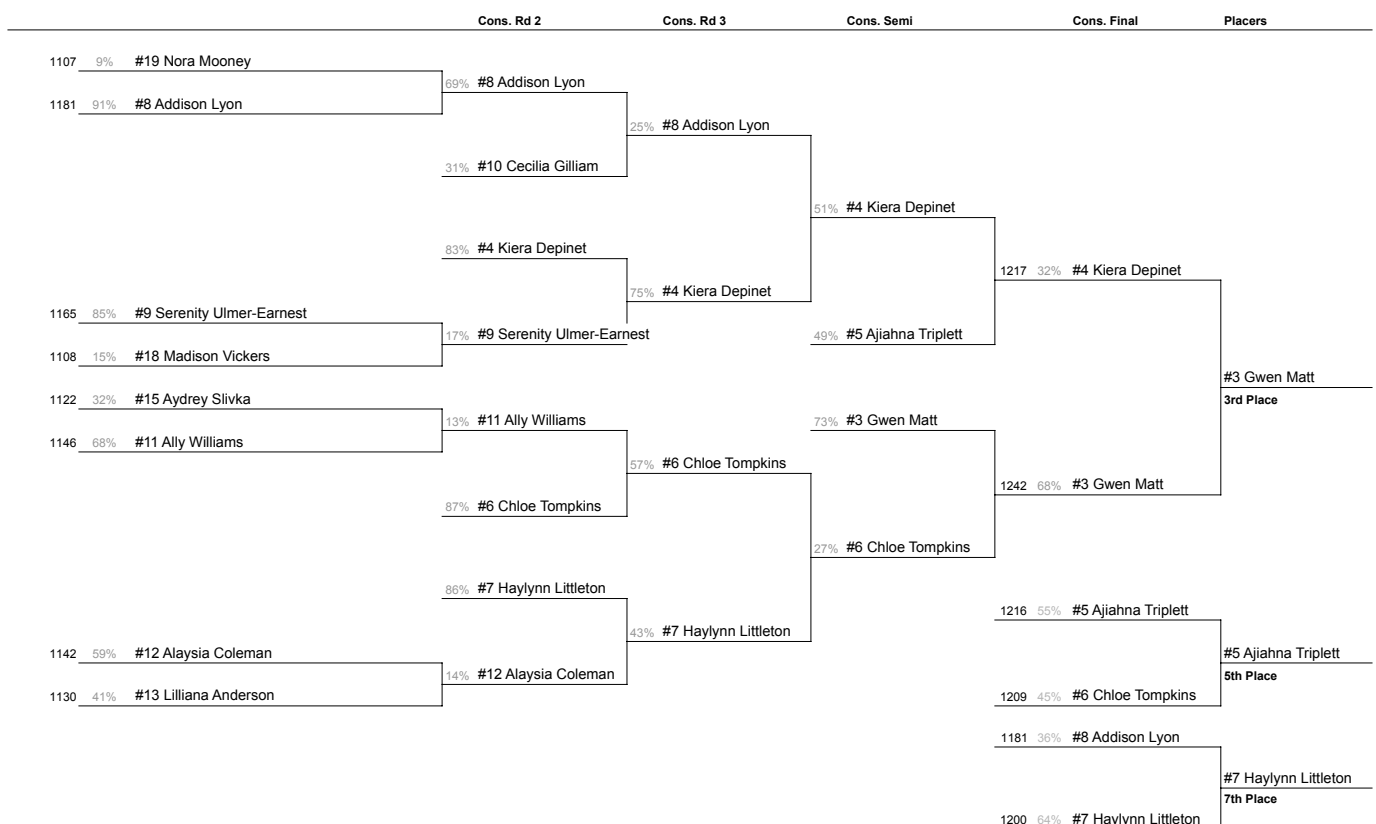 Cons. Rd 2 Cons. Rd 3 Cons. Semi Cons. Final Placers
1107 9% #19 Nora Mooney
69% #8 Addison Lyon
1181 91% #8 Addison Lyon
25% #8 Addison Lyon
31% #10 Cecilia Gilliam
51% #4 Kiera Depinet
83% #4 Kiera Depinet
1217 32% #4 Kiera Depinet
75% #4 Kiera Depinet
1165 85% #9 Serenity Ulmer-Earnest
17% #9 Serenity Ulmer-Earnest 49% #5 Ajiahna Triplett
1108 15% #18 Madison Vickers
#3 Gwen Matt
1122 32% #15 Aydrey Slivka 3rd Place
13% #11 Ally Williams 73% #3 Gwen Matt
1146 68% #11 Ally Williams
57% #6 Chloe Tompkins
1242 68% #3 Gwen Matt
87% #6 Chloe Tompkins
27% #6 Chloe Tompkins
86% #7 Haylynn Littleton
1216 55% #5 Ajiahna Triplett
43% #7 Haylynn Littleton
1142 59% #12 Alaysia Coleman #5 Ajiahna Triplett
14% #12 Alaysia Coleman 5th Place
1130 41% #13 Lilliana Anderson 1209 45% #6 Chloe Tompkins
1181 36% #8 Addison Lyon
#7 Haylynn Littleton
7th Place
1200 64% #7 Haylynn Littleton